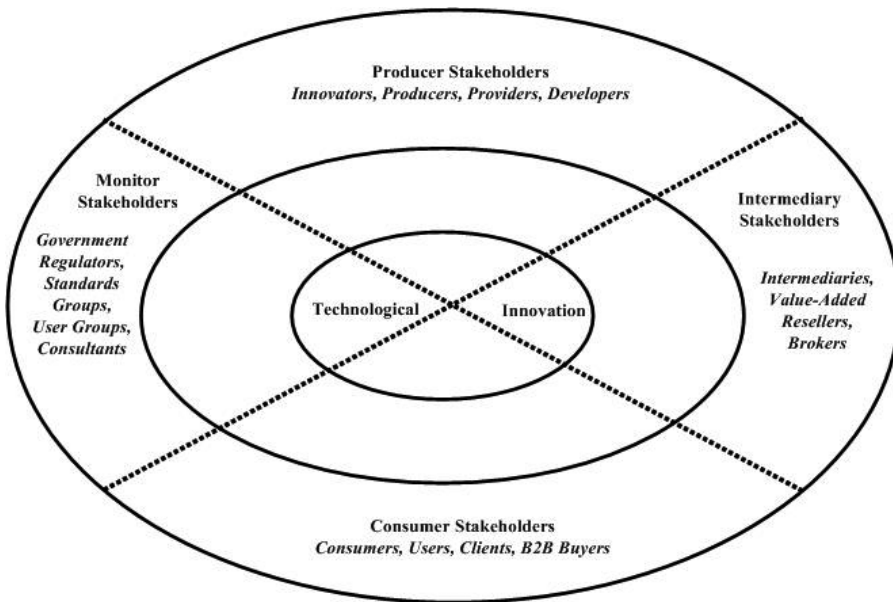 Producer Stakeholders
Innovators, Producers, Providers, Developers
Monitor
Stakeholders
Government
Regulators,
Standards
Groups,
User Groups,
Consultants
Technological
Innovation
Intermediary
Stakeholders
Intermediaries,
Value-Added
Resellers,
Brokers
Consumer Stakeholders
Consumers, Users, Clients, B2B Buyers